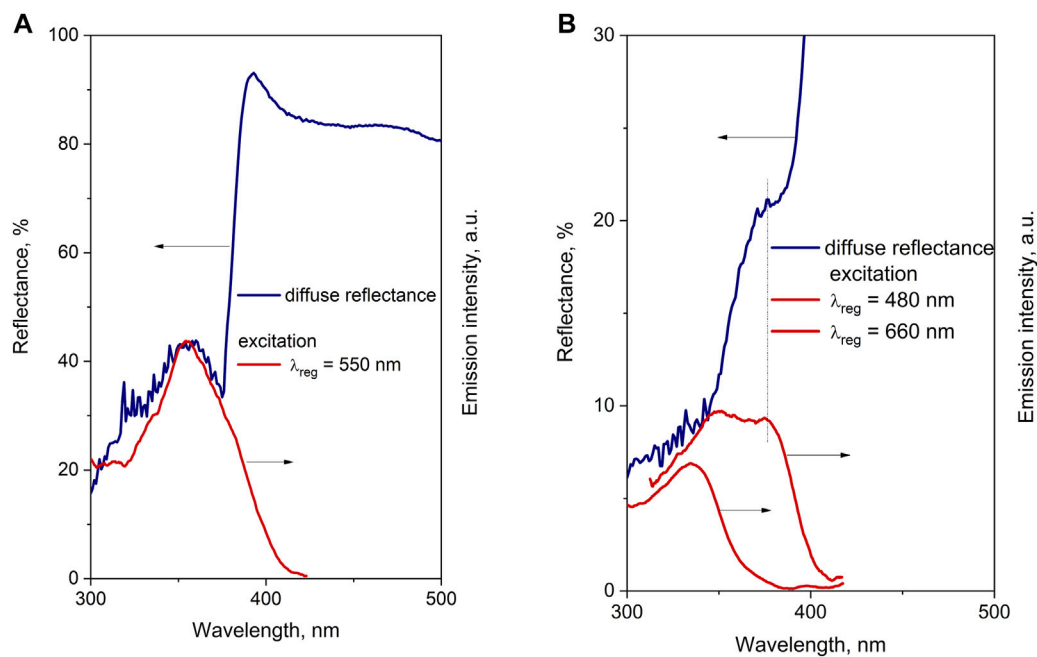 A
100
80
60
40
20
0
300
400
500
Reflectance, %
Emission intensity, a.u.
Wavelength, nm
diffuse reflectance
excitation
λreg = 550 nm
B
30
20
10
0
300
400
500
Reflectance, %
Emission intensity, a.u.
Wavelength, nm
diffuse reflectance
excitation
λreg = 480 nm
λreg = 660 nm